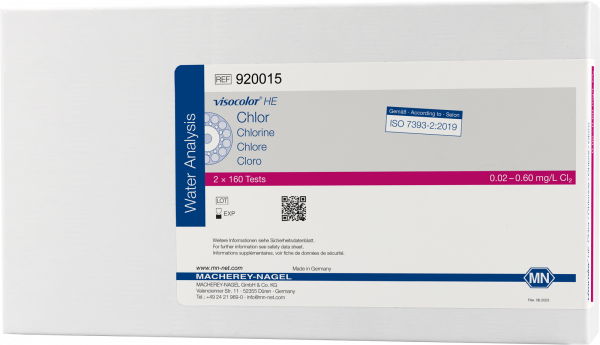 REF 920015
visocolor® HE
Chlor
Chlorine
Chlore
Cloro
Gemäß · According to · Selon
ISO 7393-2:2019
Water Analysis
2 × 160 Tests
0.02 – 0.60 mg/L Cl₂
LOT
EXP
Weitere Informationen siehe Sicherheitsdatenblatt.
For further information see safety data sheet.
Informations supplémentaires, voir fiche de données de sécurité.
www.mn-net.com
Made in Germany
MACHEREY-NAGEL
MN
MACHEREY-NAGEL GmbH & Co. KG
Valencienner Str. 11 · 52355 Düren · Germany
Tel.: +49 24 21 969-0 · info@mn-net.com